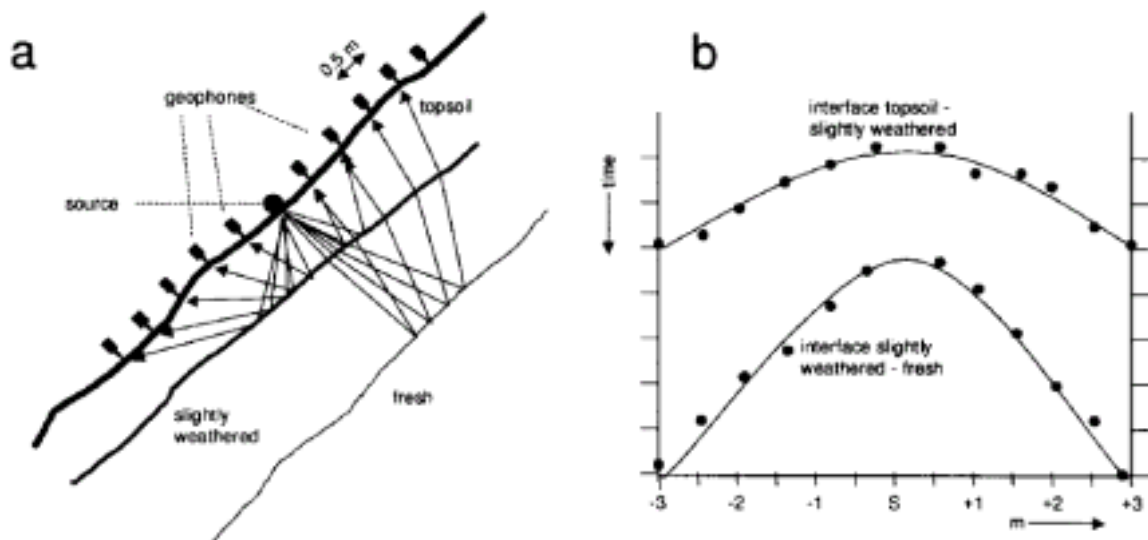 a
0,5 m
geophones
topsoil
source
slightly
weathered
fresh
b
interface topsoil -
slightly weathered
time
interface slightly
weathered - fresh
-3 -2 -1 S +1 +2 +3
m